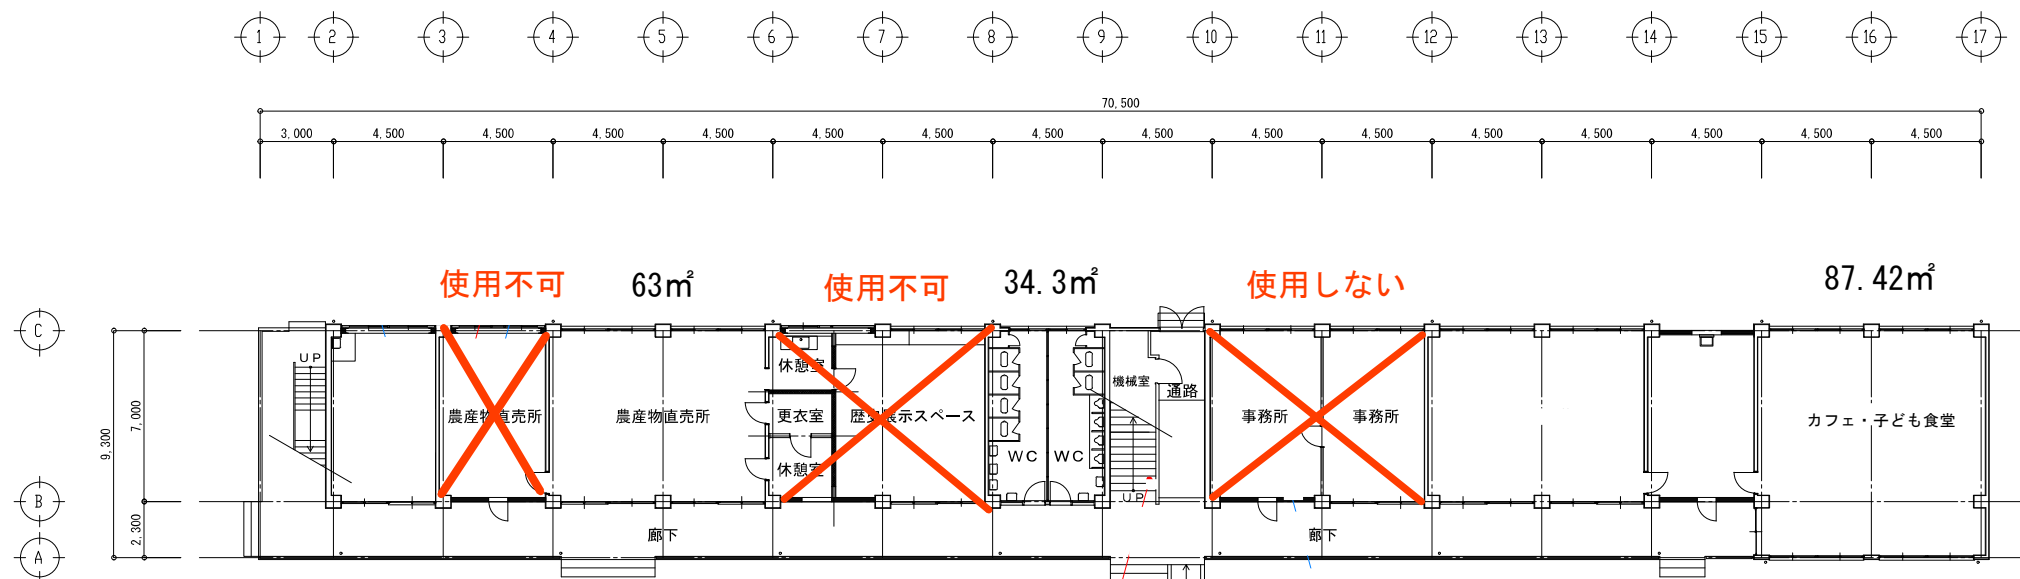 1 2 3 4 5 6 7 8 9 10 11 12 13 14 15 16 17
70,500
3,000 4,500 4,500 4,500 4,500 4,500 4,500 4,500 4,500 4,500 4,500 4,500 4,500 4,500 4,500 4,500
使用不可 63㎡ 使用不可 34.3㎡ 使用しない 87.42㎡
C
UP
休憩室
機械室
通路
7,000
9,300
農産物直売所 農産物直売所 更衣室 歴史展示スペース 事務所 事務所 カフェ・子ども食堂
WC WC
休憩室
UP
B
2,300
廊下 廊下
A